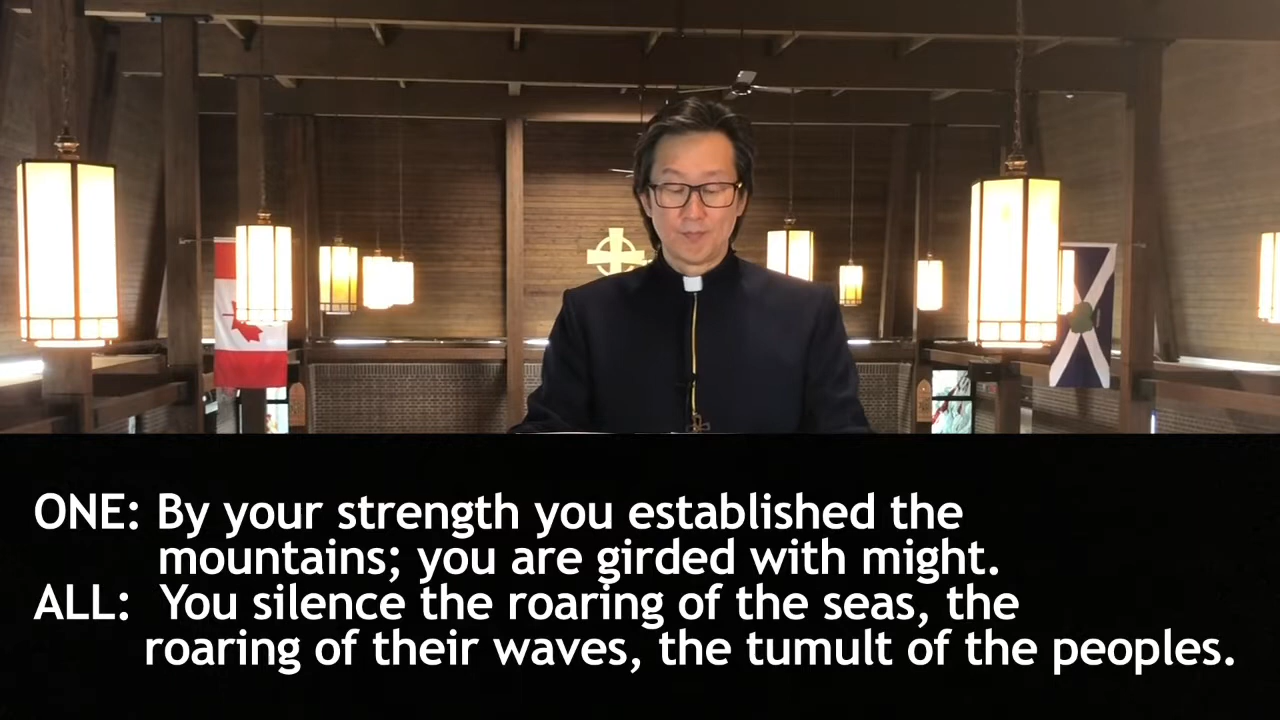 ONE: By your strength you established the
mountains; you are girded with might.
ALL: You silence the roaring of the seas, the
roaring of their waves, the tumult of the peoples.